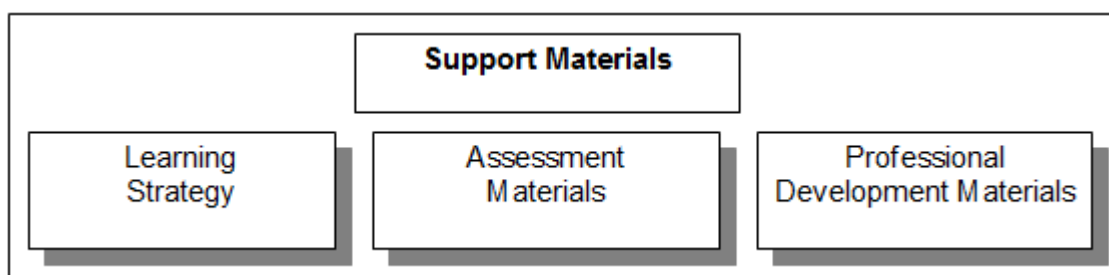 Support Materials
Learning
Strategy
Assessment
Materials
Professional
Development Materials